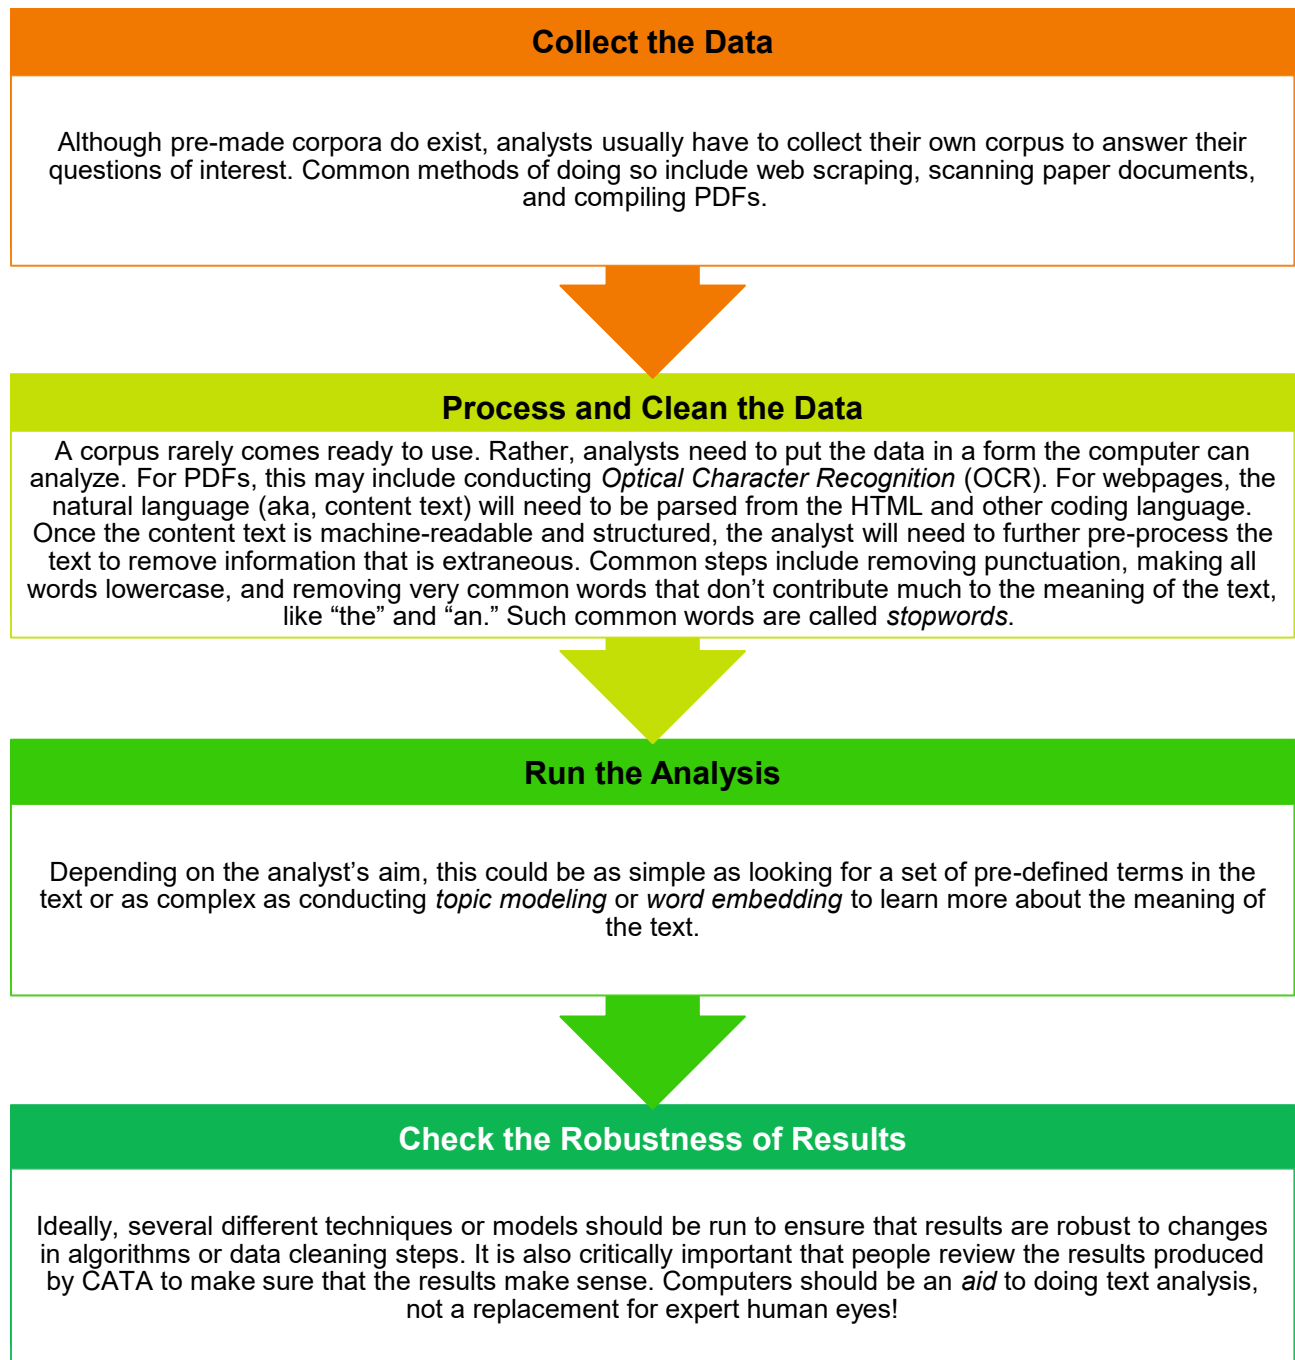 Collect the Data
Although pre-made corpora do exist, analysts usually have to collect their own corpus to answer their
questions of interest. Common methods of doing so include web scraping, scanning paper documents,
and compiling PDFs.
Process and Clean the Data
A corpus rarely comes ready to use. Rather, analysts need to put the data in a form the computer can
analyze. For PDFs, this may include conducting Optical Character Recognition (OCR). For webpages, the
natural language (aka, content text) will need to be parsed from the HTML and other coding language.
Once the content text is machine-readable and structured, the analyst will need to further pre-process the
text to remove information that is extraneous. Common steps include removing punctuation, making all
words lowercase, and removing very common words that don’t contribute much to the meaning of the text,
like “the” and “an.” Such common words are called stopwords.
Run the Analysis
Depending on the analyst’s aim, this could be as simple as looking for a set of pre-defined terms in the
text or as complex as conducting topic modeling or word embedding to learn more about the meaning of
the text.
Check the Robustness of Results
Ideally, several different techniques or models should be run to ensure that results are robust to changes
in algorithms or data cleaning steps. It is also critically important that people review the results produced
by CATA to make sure that the results make sense. Computers should be an aid to doing text analysis,
not a replacement for expert human eyes!